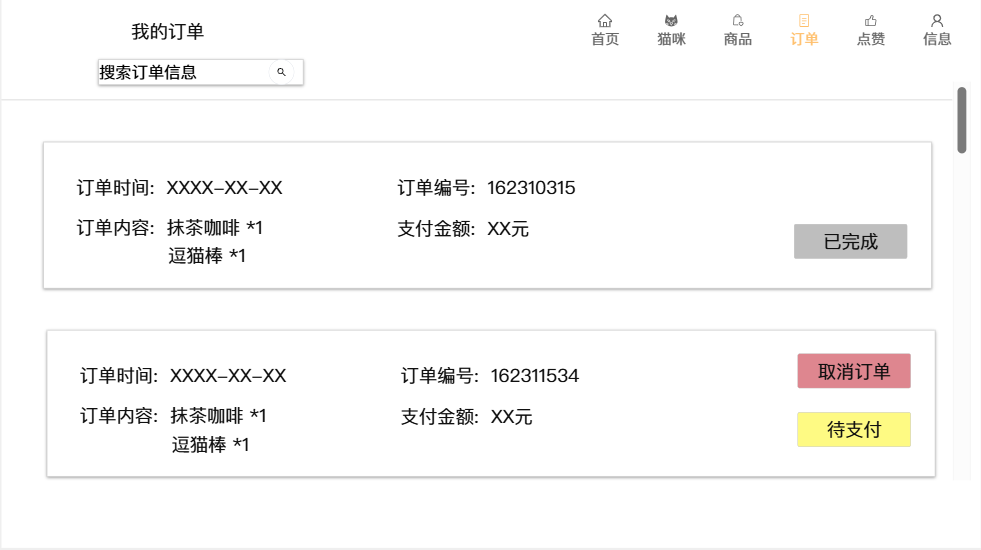 我的订单
首页 猫咪 商品 订单 点赞 信息
搜索订单信息
订单时间: XXXX-XX-XX 订单编号: 162310315
订单内容: 抹茶咖啡 *1 支付金额: XX元
逗猫棒 *1
已完成
订单时间: XXXX-XX-XX 订单编号: 162311534
取消订单
订单内容: 抹茶咖啡 *1 支付金额: XX元
待支付
逗猫棒 *1